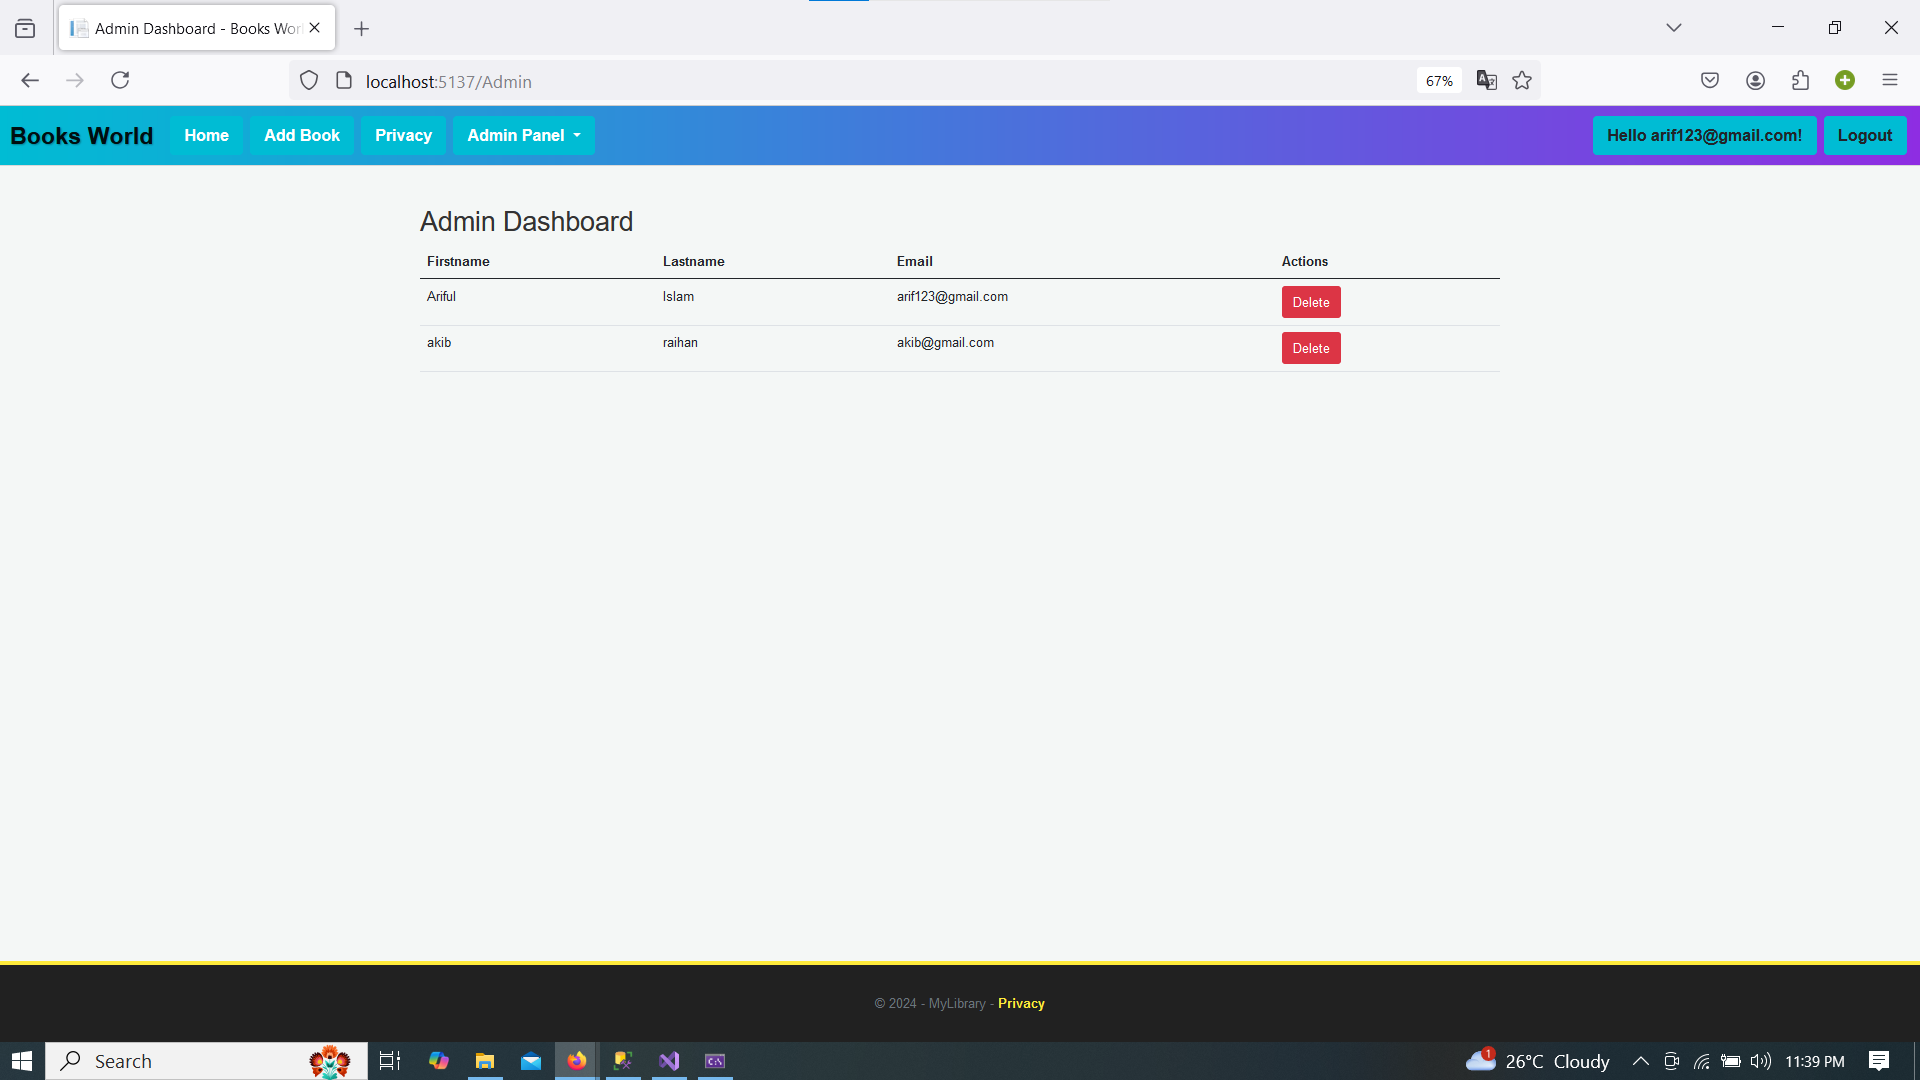 Admin Dashboard - Books Wor
localhost:5137/Admin
67%
Books World
Home
Add Book
Privacy
Admin Panel
Hello arif123@gmail.com!
Logout
Admin Dashboard
Firstname Lastname Email Actions
Ariful Islam arif123@gmail.com Delete
akib raihan akib@gmail.com Delete
© 2024 - MyLibrary - Privacy
Search
1
26°C Cloudy
11:39 PM